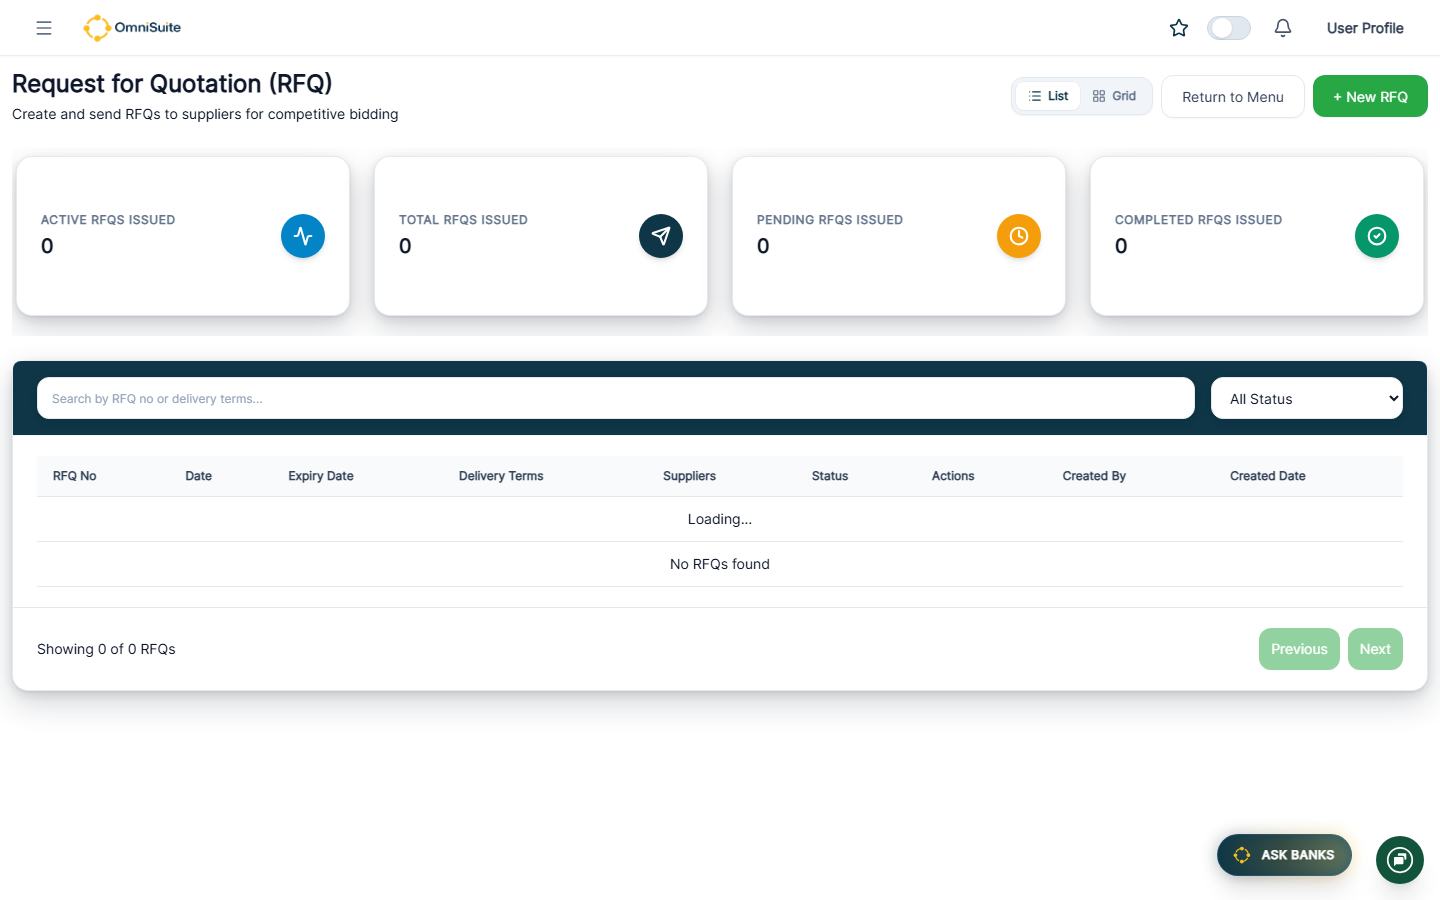 OmniSuite
User Profile
Request for Quotation (RFQ)
Create and send RFQs to suppliers for competitive bidding
List
Grid
Return to Menu
+ New RFQ
ACTIVE RFQS ISSUED
0
TOTAL RFQS ISSUED
0
PENDING RFQS ISSUED
0
COMPLETED RFQS ISSUED
0
Search by RFQ no or delivery terms...
All Status
RFQ No Date Expiry Date Delivery Terms Suppliers Status Actions Created By Created Date
Loading...
No RFQs found
Showing 0 of 0 RFQs
Previous
Next
ASK BANKS